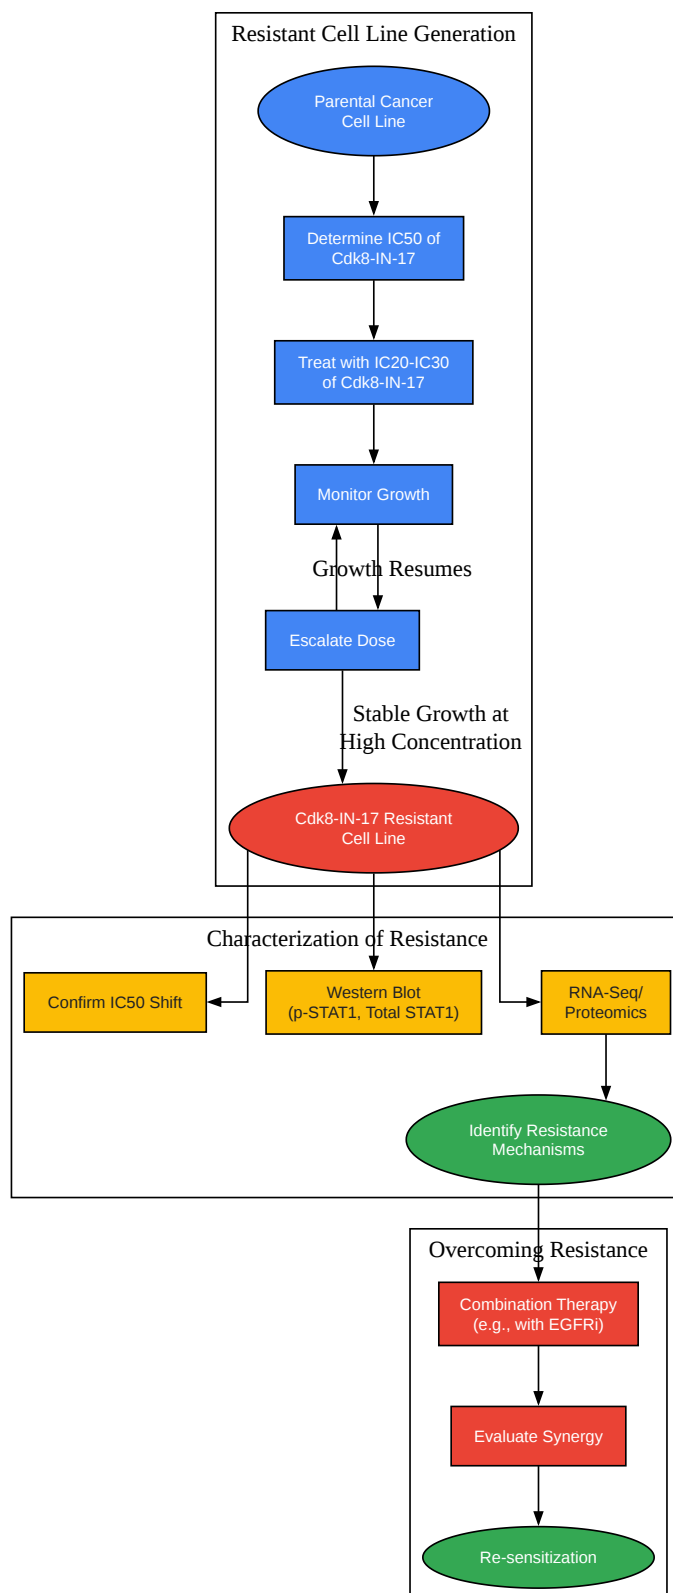 Resistant Cell Line Generation
Parental Cancer
Cell Line
Determine IC50 of
Cdk8-IN-17
Treat with IC20-IC30
of Cdk8-IN-17
Monitor Growth
Growth Resumes
Escalate Dose
Stable Growth at
High Concentration
Cdk8-IN-17 Resistant
Cell Line
Characterization of Resistance
Confirm IC50 Shift
Western Blot
(p-STAT1, Total STAT1)
RNA-Seq/
Proteomics
Identify Resistance
Mechanisms
Overcoming Resistance
Combination Therapy
(e.g., with EGFRi)
Evaluate Synergy
Re-sensitization